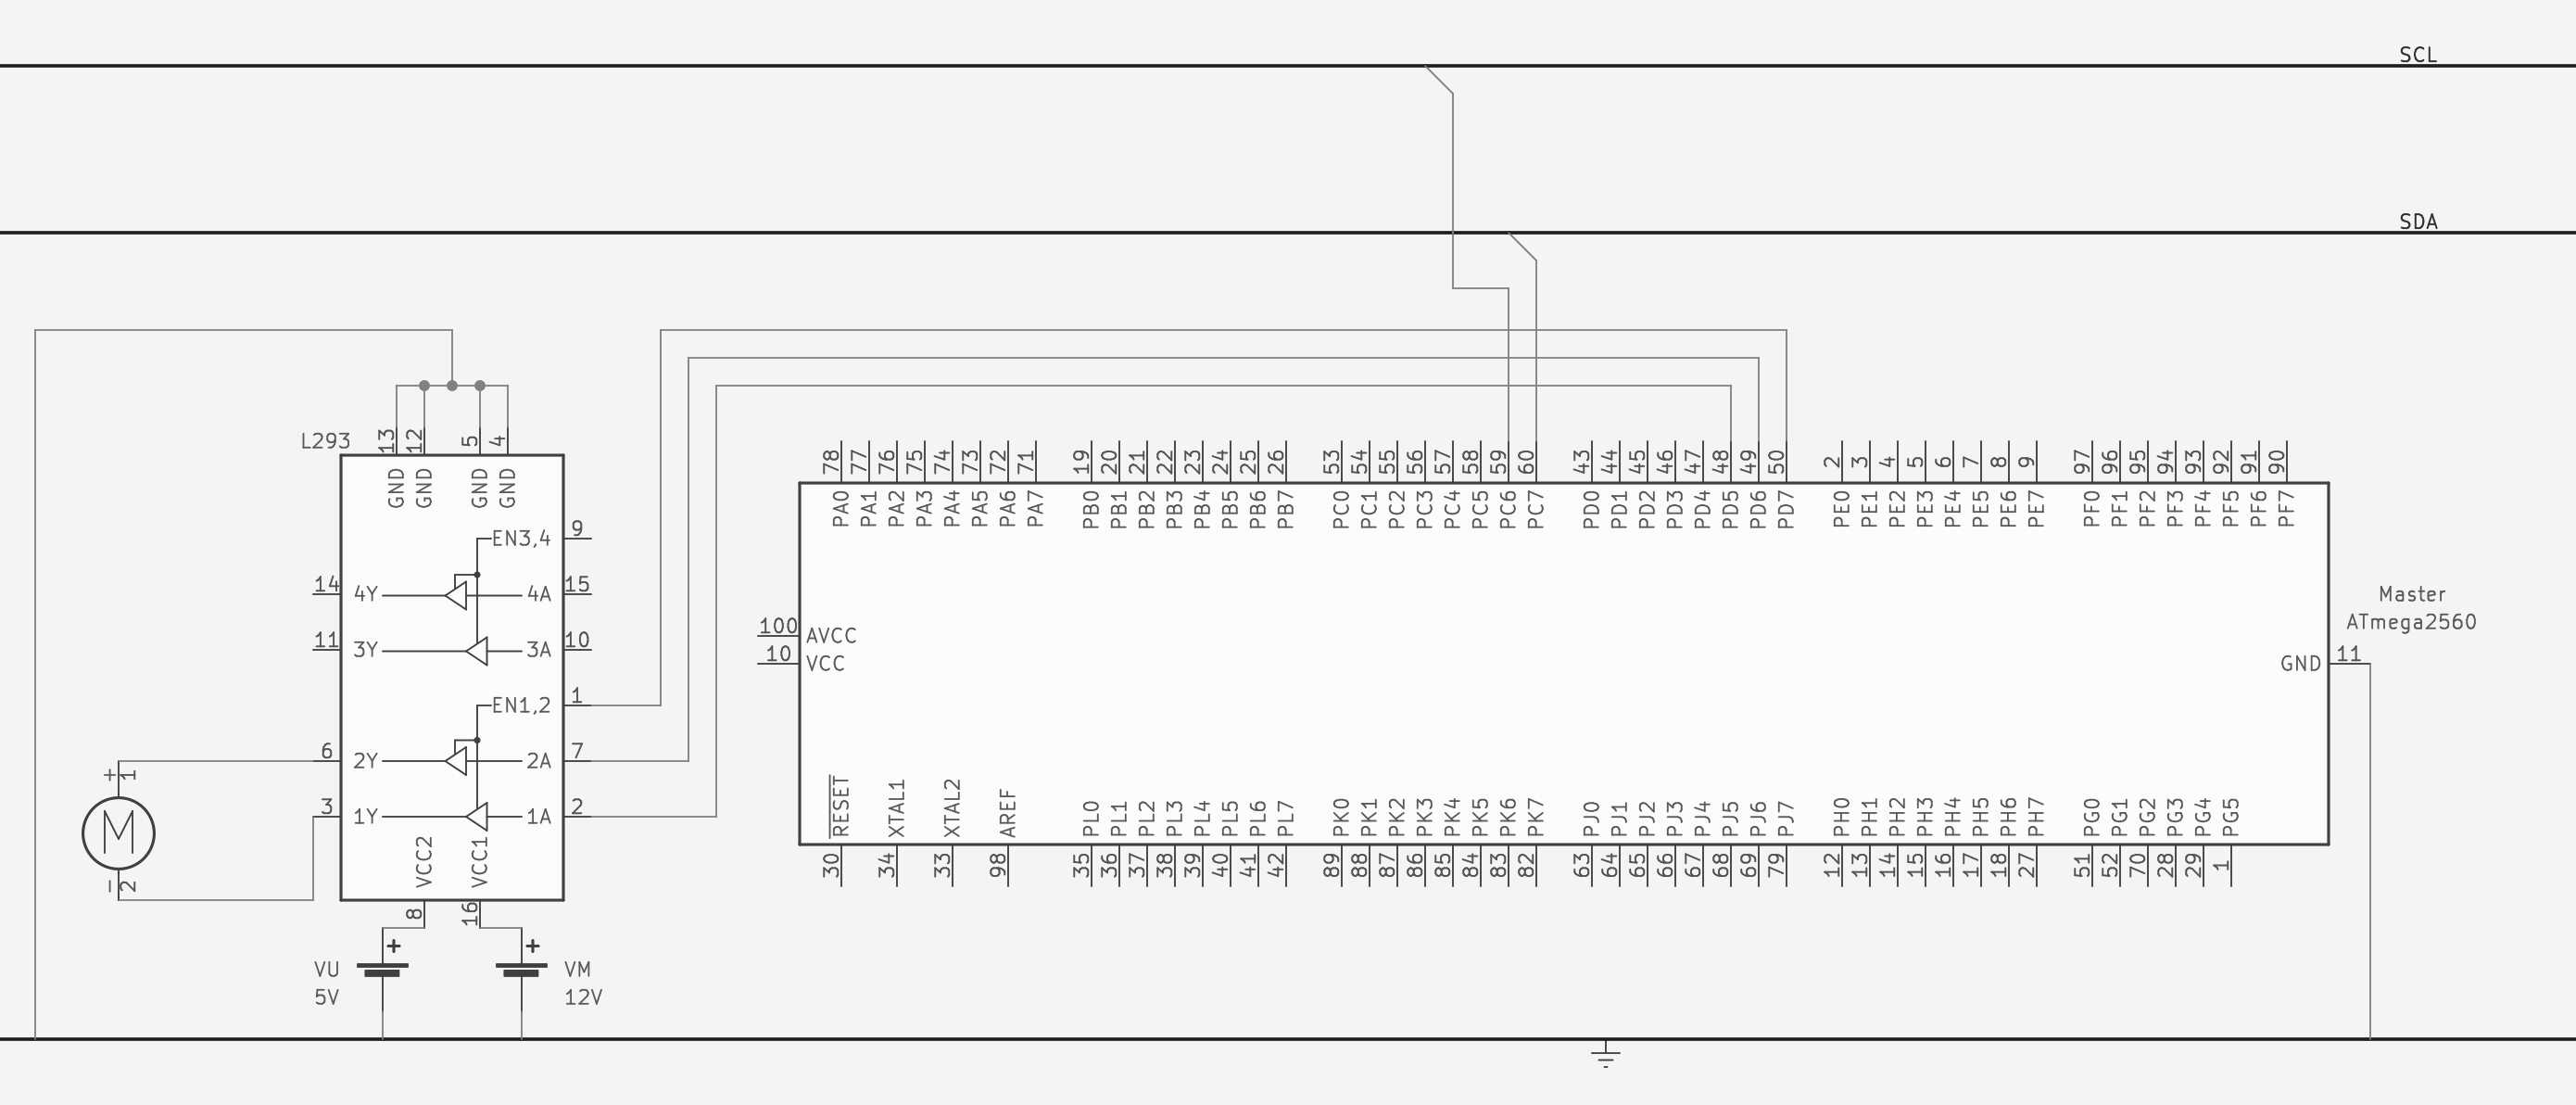 SCL
SDA
L293
13 12 5 4
GND GND GND GND
EN3,4 9
14 4Y 4A 15
11 3Y 3A 10
EN1,2 1
6 2Y 2A 7
3 1Y 1A 2
VCC2 VCC1
8 16
+ 1
M
- 2
+
VU
5V
+
VM
12V
78 77 76 75 74 73 72 71 19 20 21 22 23 24 25 26 53 54 55 56 57 58 59 60 43 44 45 46 47 48 49 50 2 3 4 5 6 7 8 9 97 96 95 94 93 92 91 90
PA0 PA1 PA2 PA3 PA4 PA5 PA6 PA7 PB0 PB1 PB2 PB3 PB4 PB5 PB6 PB7 PC0 PC1 PC2 PC3 PC4 PC5 PC6 PC7 PD0 PD1 PD2 PD3 PD4 PD5 PD6 PD7 PE0 PE1 PE2 PE3 PE4 PE5 PE6 PE7 PF0 PF1 PF2 PF3 PF4 PF5 PF6 PF7
100 AVCC
10 VCC
Master
ATmega2560
GND 11
RESET XTAL1 XTAL2 AREF PL0 PL1 PL2 PL3 PL4 PL5 PL6 PL7 PK0 PK1 PK2 PK3 PK4 PK5 PK6 PK7 PJ0 PJ1 PJ2 PJ3 PJ4 PJ5 PJ6 PJ7 PH0 PH1 PH2 PH3 PH4 PH5 PH6 PH7 PG0 PG1 PG2 PG3 PG4 PG5
30 34 33 98 35 36 37 38 39 40 41 42 89 88 87 86 85 84 83 82 63 64 65 66 67 68 69 79 12 13 14 15 16 17 18 27 51 52 70 28 29 1